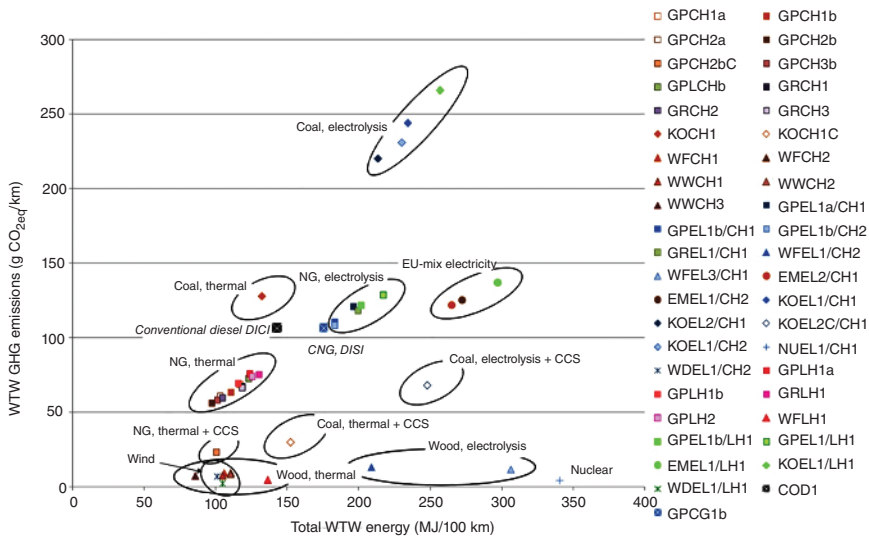 300
250
200
150
100
50
0
0
50
100
150
200
250
300
350
400
WTW GHG emissions (g CO2eq/km)
Total WTW energy (MJ/100 km)
Coal, electrolysis
EU-mix electricity
NG, electrolysis
Coal, thermal
Conventional diesel DICI
CNG, DISI
NG, thermal
Coal, electrolysis + CCS
NG, thermal + CCS
Coal, thermal + CCS
Wood, electrolysis
Wind
Wood, thermal
Nuclear
GPCH1a GPCH1b
GPCH2a GPCH2b
GPCH2bC GPCH3b
GPLCHb GRCH1
GRCH2 GRCH3
KOCH1 KOCH1C
WFCH1 WFCH2
WWCH1 WWCH2
WWCH3 GPEL1a/CH1
GPEL1b/CH1 GPEL1b/CH2
GREL1/CH1 WFEL1/CH2
WFEL3/CH1 EMEL2/CH1
EMEL1/CH2 KOEL1/CH1
KOEL2/CH1 KOEL2C/CH1
KOEL1/CH2 NUEL1/CH1
WDEL1/CH2 GPLH1a
GPLH1b GRLH1
GPLH2 WFLH1
GPEL1b/LH1 GPEL1/LH1
EMEL1/LH1 KOEL1/LH1
WDEL1/LH1 COD1
GPCG1b